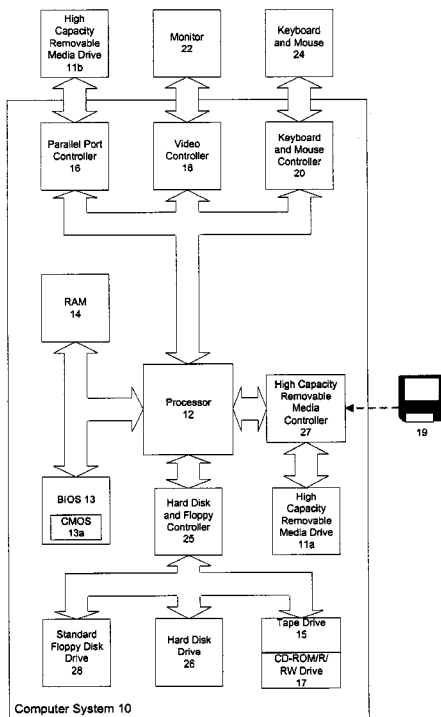 High
Capacity
Removable
Media Drive
11b
Monitor
22
Keyboard
and Mouse
24
Parallel Port
Controller
16
Video
Controller
18
Keyboard
and Mouse
Controller
20
RAM
14
Processor
12
High Capacity
Removable
Media
Controller
27
19
BIOS 13
CMOS
13a
Hard Disk
and Floppy
Controller
25
High
Capacity
Removable
Media Drive
11a
Standard
Floppy Disk
Drive
28
Hard Disk
Drive
26
Tape Drive
15
CD-ROM/R/
RW Drive
17
Computer System 10